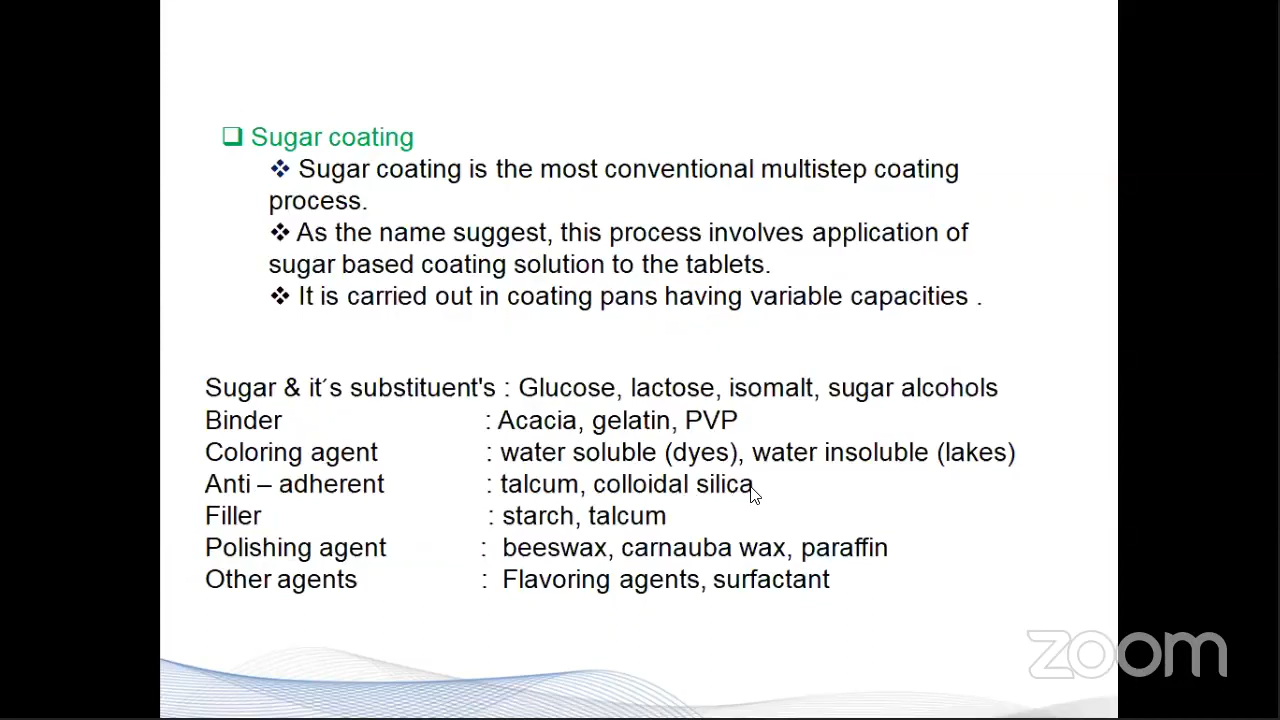 ❑ Sugar coating
❖ Sugar coating is the most conventional multistep coating
process.
❖ As the name suggest, this process involves application of
sugar based coating solution to the tablets.
❖ It is carried out in coating pans having variable capacities .
Sugar & it´s substituent's : Glucose, lactose, isomalt, sugar alcohols
Binder : Acacia, gelatin, PVP
Coloring agent : water soluble (dyes), water insoluble (lakes)
Anti – adherent : talcum, colloidal silica
Filler : starch, talcum
Polishing agent : beeswax, carnauba wax, paraffin
Other agents : Flavoring agents, surfactant
zoom